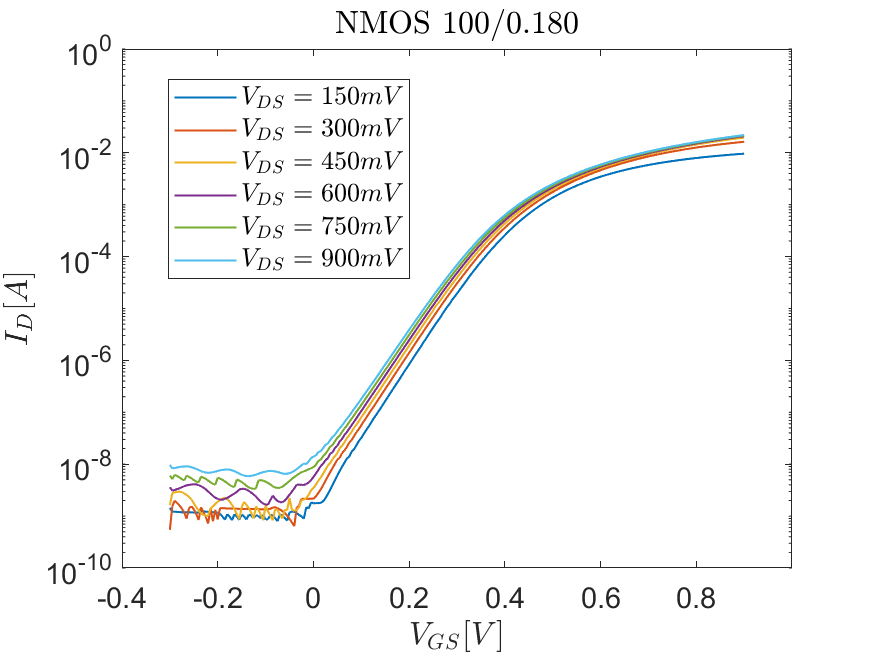 NMOS 100/0.180
10^0
10^-2
10^-4
10^-6
10^-8
10^-10
I_D[A]
V_DS = 150mV
V_DS = 300mV
V_DS = 450mV
V_DS = 600mV
V_DS = 750mV
V_DS = 900mV
-0.4 -0.2 0 0.2 0.4 0.6 0.8
V_GS[V]